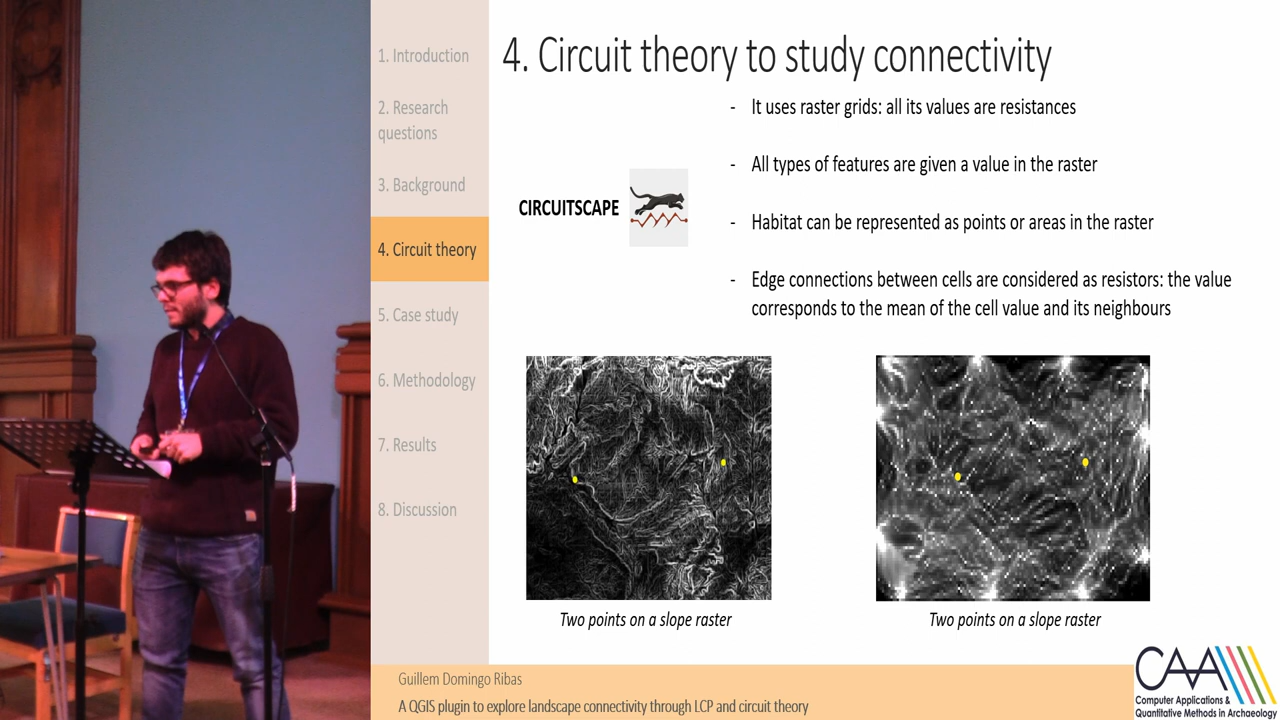 1. Introduction
2. Research
questions
3. Background
4. Circuit theory
5. Case study
6. Methodology
7. Results
8. Discussion
4. Circuit theory to study connectivity
- It uses raster grids: all its values are resistances
- All types of features are given a value in the raster
CIRCUITSCAPE
- Habitat can be represented as points or areas in the raster
- Edge connections between cells are considered as resistors: the value
corresponds to the mean of the cell value and its neighbours
Two points on a slope raster
Two points on a slope raster
Guillem Domingo Ribas
A QGIS plugin to explore landscape connectivity through LCP and circuit theory
CAA
Computer Applications &
Quantitative Methods in Archaeology